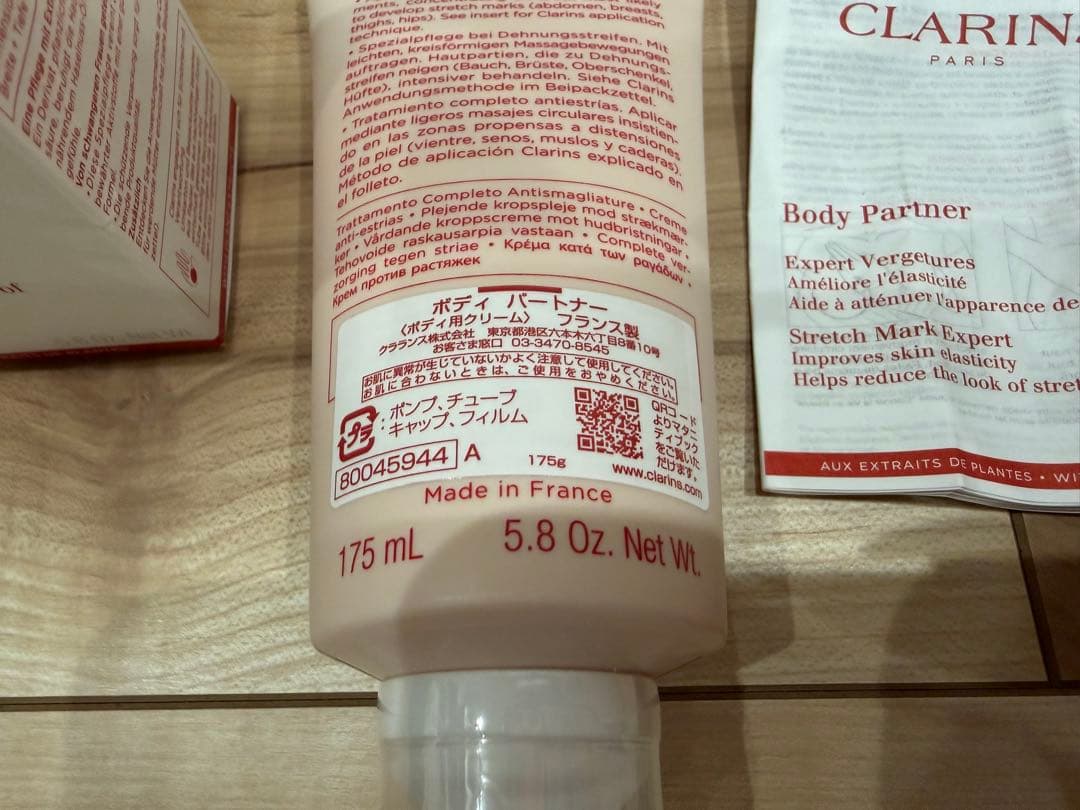 to develop stretch marks (abdomen, breasts,
thighs, hips). See insert for Clarins application
technique.
• Spezialpflege bei Dehnungsstreifen. Mit
leichten, kreisförmigen Massagebewegungen
auftragen. Hautpartien, die zu Dehnungs-
streifen neigen (Bauch, Brüste, Oberschenkel,
Hüfte), intensiver behandeln. Siehe Clarins
Anwendungsmethode im Beipackzettel.
• Tratamiento completo antiestrias. Aplicar
mediante ligeros masajes circulares insistien-
do en las zonas propensas a distensiones
de la piel (vientre, senos, muslos y caderas).
Método de aplicación Clarins explicado en
el folleto.
Trattamento Completo Antismagliature • Creme
anti-estrias • Plejende kropspleje mod strækmær-
ker • Vårdande kroppscreme mot hudbristningar •
Tehovoide raskausarpia vastaan • Complete ver-
zorging tegen striae • Κρέμα κατά των ραγάδων •
Крем против растяжек
ボディ パートナー
〈ボディ用クリーム〉 フランス製
クラランス株式会社 東京都港区六本木六丁目8番10号
お客さま窓口 03-3470-8545
お肌に異常が生じていないかよく注意して使用してください。
お肌に合わないときは、ご使用をおやめください。
プラ
:ポンプ、チューブ
キャップ、フィルム
QRコード
よりマタニ
ティブック
をご覧いた
だけます。
80045944 A 175g www.clarins.com
Made in France
175 mL 5.8 Oz. Net Wt.
CLARINS
PARIS
Body Partner
Expert Vergetures
Améliore l'élasticité
Aide à atténuer l'apparence de
Stretch Mark Expert
Improves skin elasticity
Helps reduce the look of stret
AUX EXTRAITS DE PLANTES • WI